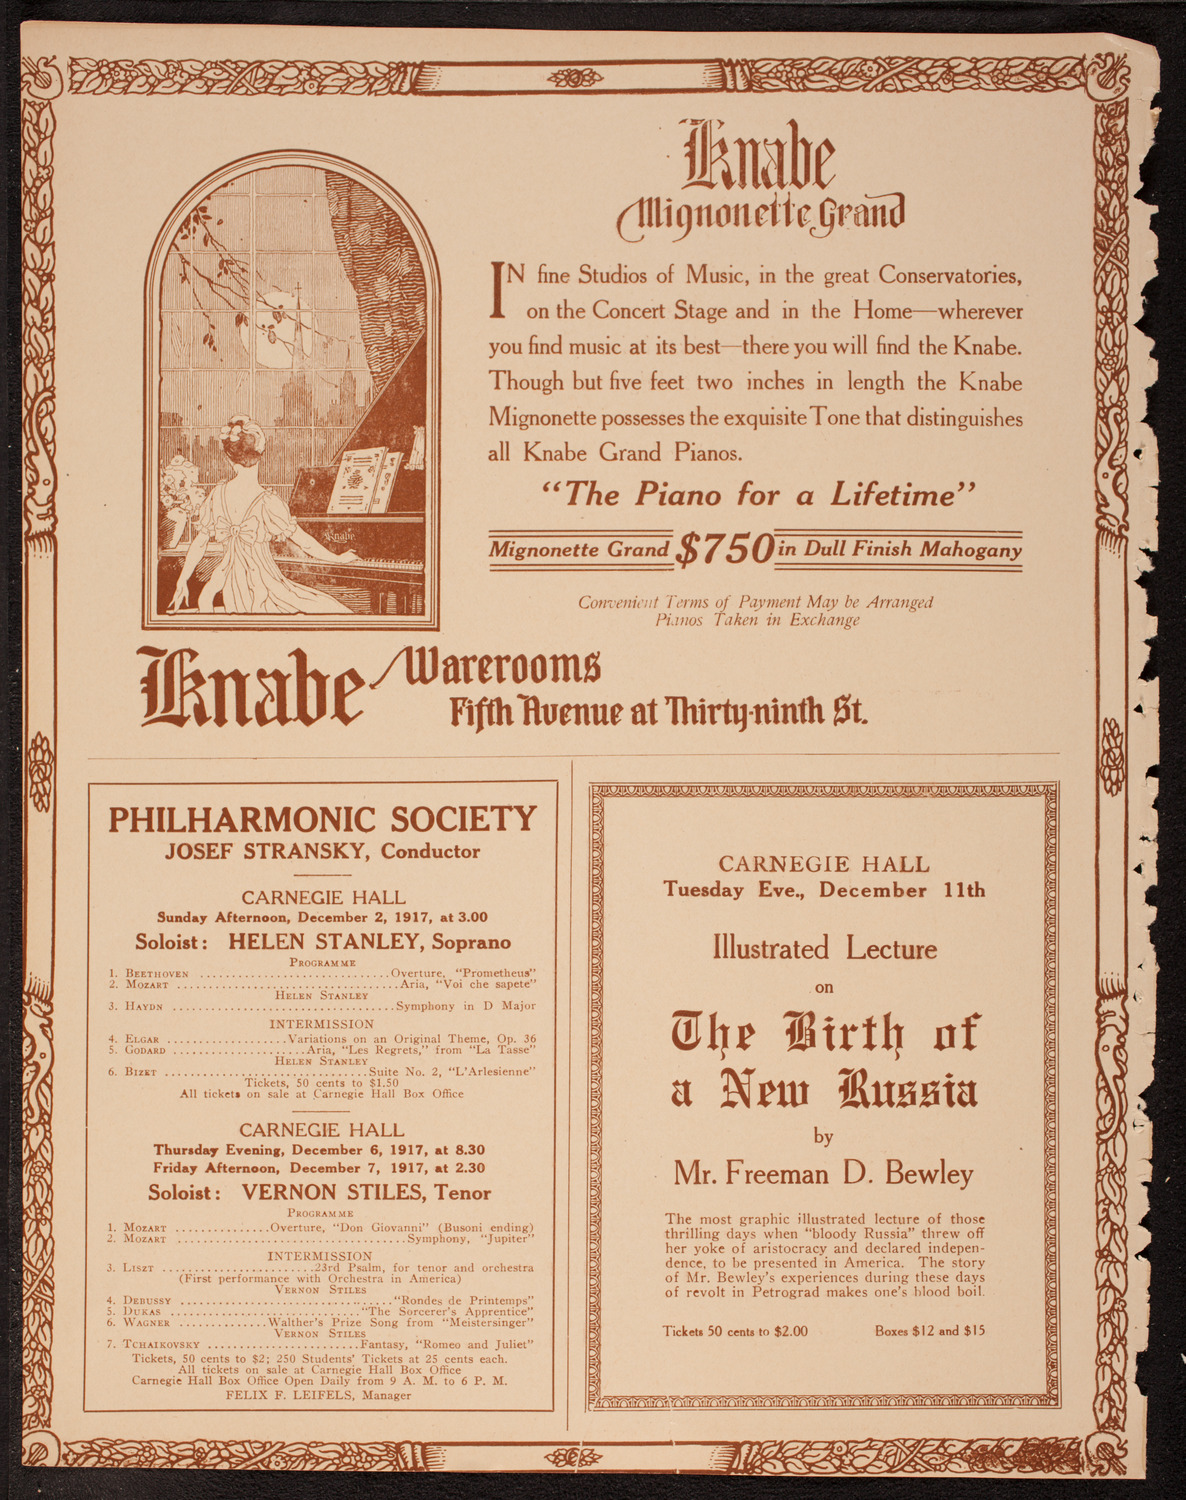 Knabe
Mignonette Grand
IN fine Studios of Music, in the great Conservatories,
on the Concert Stage and in the Home—wherever
you find music at its best—there you will find the Knabe.
Though but five feet two inches in length the Knabe
Mignonette possesses the exquisite Tone that distinguishes
all Knabe Grand Pianos.
“The Piano for a Lifetime”
Mignonette Grand $750 in Dull Finish Mahogany
Convenient Terms of Payment May be Arranged
Pianos Taken in Exchange
Knabe
Knabe Warerooms
Fifth Avenue at Thirty-ninth St.
PHILHARMONIC SOCIETY
JOSEF STRANSKY, Conductor
CARNEGIE HALL
Sunday Afternoon, December 2, 1917, at 3.00
Soloist: HELEN STANLEY, Soprano
PROGRAMME
1. BEETHOVEN ..............................Overture, “Prometheus”
2. MOZART ...................................Aria, “Voi che sapete”
HELEN STANLEY
3. HAYDN ...................................Symphony in D Major
INTERMISSION
4. ELGAR ...................Variations on an Original Theme, Op. 36
5. GODARD .....................Aria, “Les Regrets,” from “La Tasse”
HELEN STANLEY
6. BIZET ................................Suite No. 2, “L'Arlesienne”
Tickets, 50 cents to $1.50
All tickets on sale at Carnegie Hall Box Office
CARNEGIE HALL
Thursday Evening, December 6, 1917, at 8.30
Friday Afternoon, December 7, 1917, at 2.30
Soloist: VERNON STILES, Tenor
PROGRAMME
1. MOZART ...............Overture, “Don Giovanni” (Busoni ending)
2. MOZART ....................................Symphony, “Jupiter”
INTERMISSION
3. LISZT ........................23rd Psalm, for tenor and orchestra
(First performance with Orchestra in America)
VERNON STILES
4. DEBUSSY .................................“Rondes de Printemps”
5. DUKAS ..............................“The Sorcerer's Apprentice”
6. WAGNER ..............Walther's Prize Song from “Meistersinger”
VERNON STILES
7. TCHAIKOVSKY ........................Fantasy, “Romeo and Juliet”
Tickets, 50 cents to $2; 250 Students' Tickets at 25 cents each.
All tickets on sale at Carnegie Hall Box Office
Carnegie Hall Box Office Open Daily from 9 A. M. to 6 P. M.
FELIX F. LEIFELS, Manager
CARNEGIE HALL
Tuesday Eve., December 11th
Illustrated Lecture
on
The Birth of
a New Russia
by
Mr. Freeman D. Bewley
The most graphic illustrated lecture of those
thrilling days when “bloody Russia” threw off
her yoke of aristocracy and declared indepen-
dence, to be presented in America. The story
of Mr. Bewley's experiences during these days
of revolt in Petrograd makes one's blood boil.
Tickets 50 cents to $2.00 Boxes $12 and $15